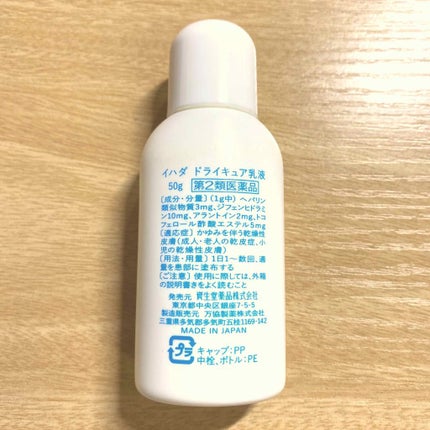 イハダ ドライキュア乳液
50g 第2類医薬品
[成分・分量] (1g中) ヘパリン
類似物質3mg、ジフェンヒドラミ
ン10mg、アラントイン2mg、トコ
フェロール酢酸エステル5mg
[適応症] かゆみを伴う乾燥性
皮膚(成人・老人の乾皮症、小
児の乾燥性皮膚)
[用法・用量] 1日1〜数回、適
量を患部に塗布する
[ご注意] 使用に際しては、外箱
の説明書きをよく読むこと
発売元 資生堂薬品株式会社
東京都中央区銀座7-5-5
製造販売元 万協製薬株式会社
三重県多気郡多気町五桂1169-142
MADE IN JAPAN
プラ キャップ:PP
中栓、ボトル:PE